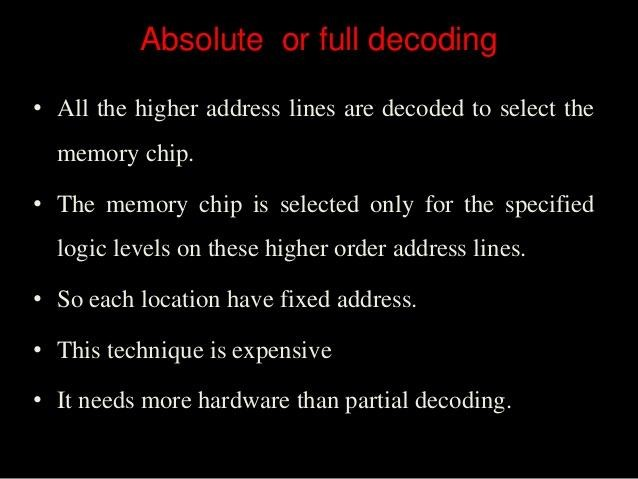 Absolute or full decoding
• All the higher address lines are decoded to select the
memory chip.
• The memory chip is selected only for the specified
logic levels on these higher order address lines.
• So each location have fixed address.
• This technique is expensive
• It needs more hardware than partial decoding.